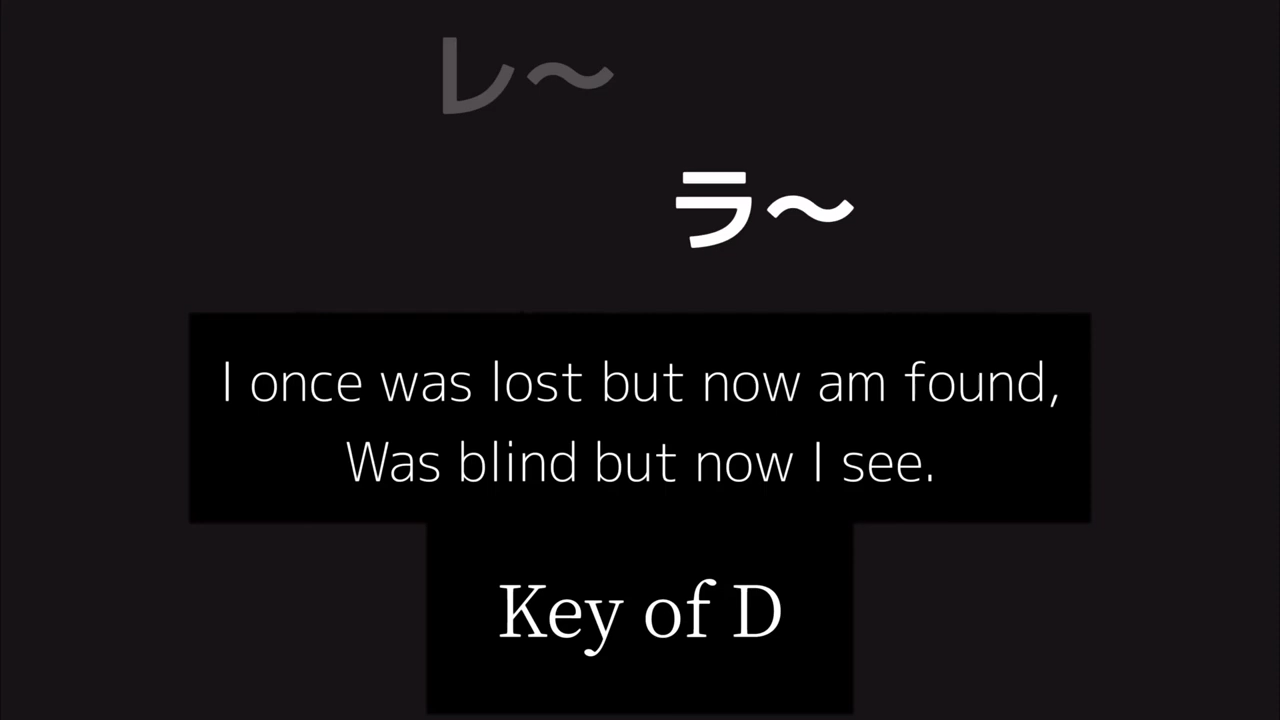 レ〜
ラ〜
I once was lost but now am found,
Was blind but now I see.
Key of D